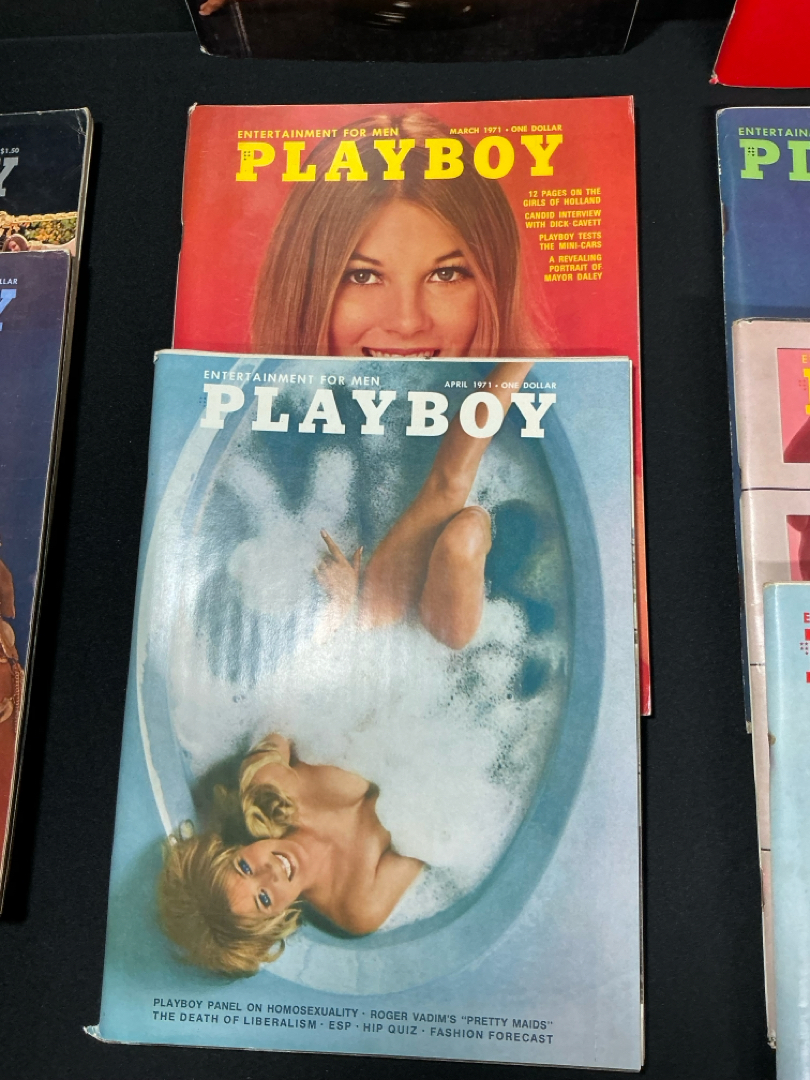 $1.50
ENTERTAINMENT FOR MEN
MARCH 1971 • ONE DOLLAR
PLAYBOY
12 PAGES ON THE
GIRLS OF HOLLAND
CANDID INTERVIEW
WITH DICK CAVETT
PLAYBOY TESTS
THE MINI-CARS
A REVEALING
PORTRAIT OF
MAYOR DALEY
ENTERTAINMENT FOR MEN
APRIL 1971 • ONE DOLLAR
PLAYBOY
PLAYBOY PANEL ON HOMOSEXUALITY • ROGER VADIM'S "PRETTY MAIDS"
THE DEATH OF LIBERALISM • ESP • HIP QUIZ • FASHION FORECAST